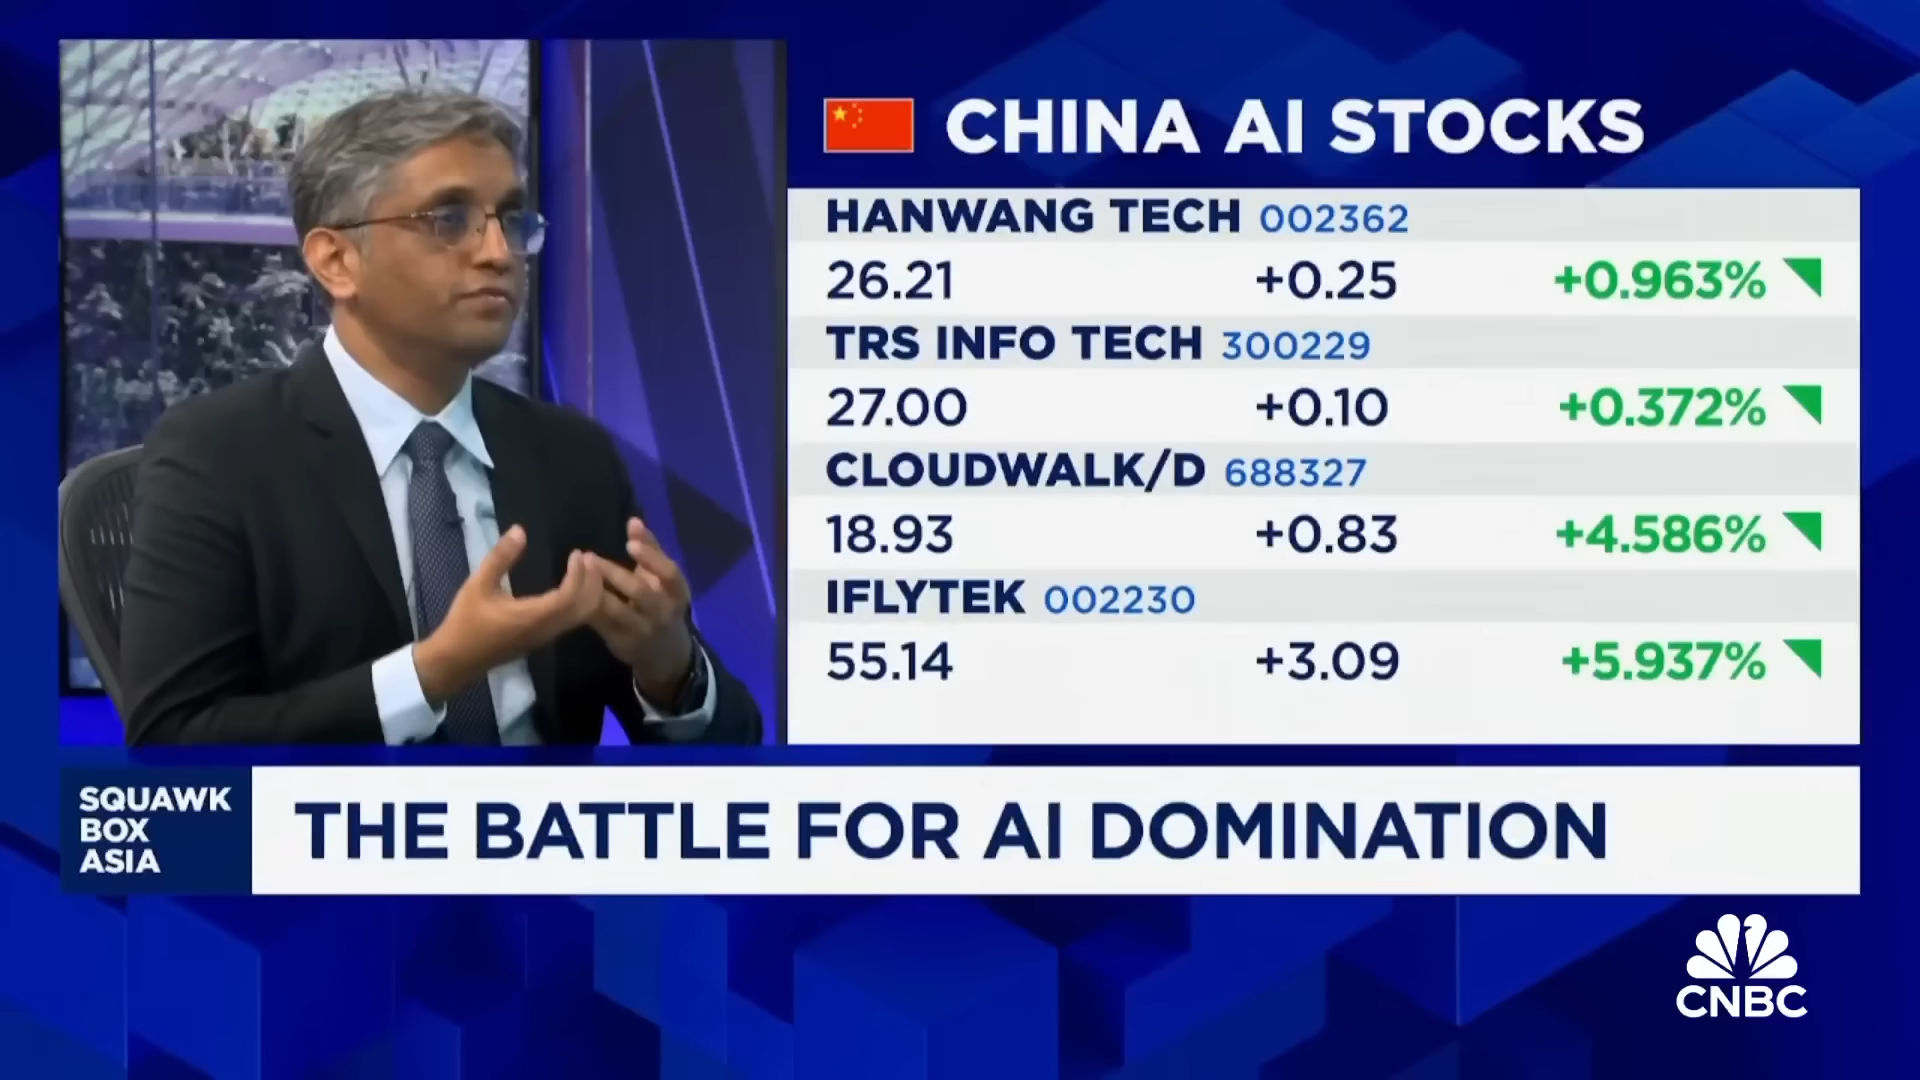 CHINA AI STOCKS
HANWANG TECH 002362
26.21 +0.25 +0.963%
TRS INFO TECH 300229
27.00 +0.10 +0.372%
CLOUDWALK/D 688327
18.93 +0.83 +4.586%
IFLYTEK 002230
55.14 +3.09 +5.937%
SQUAWK
BOX
ASIA
THE BATTLE FOR AI DOMINATION
CNBC